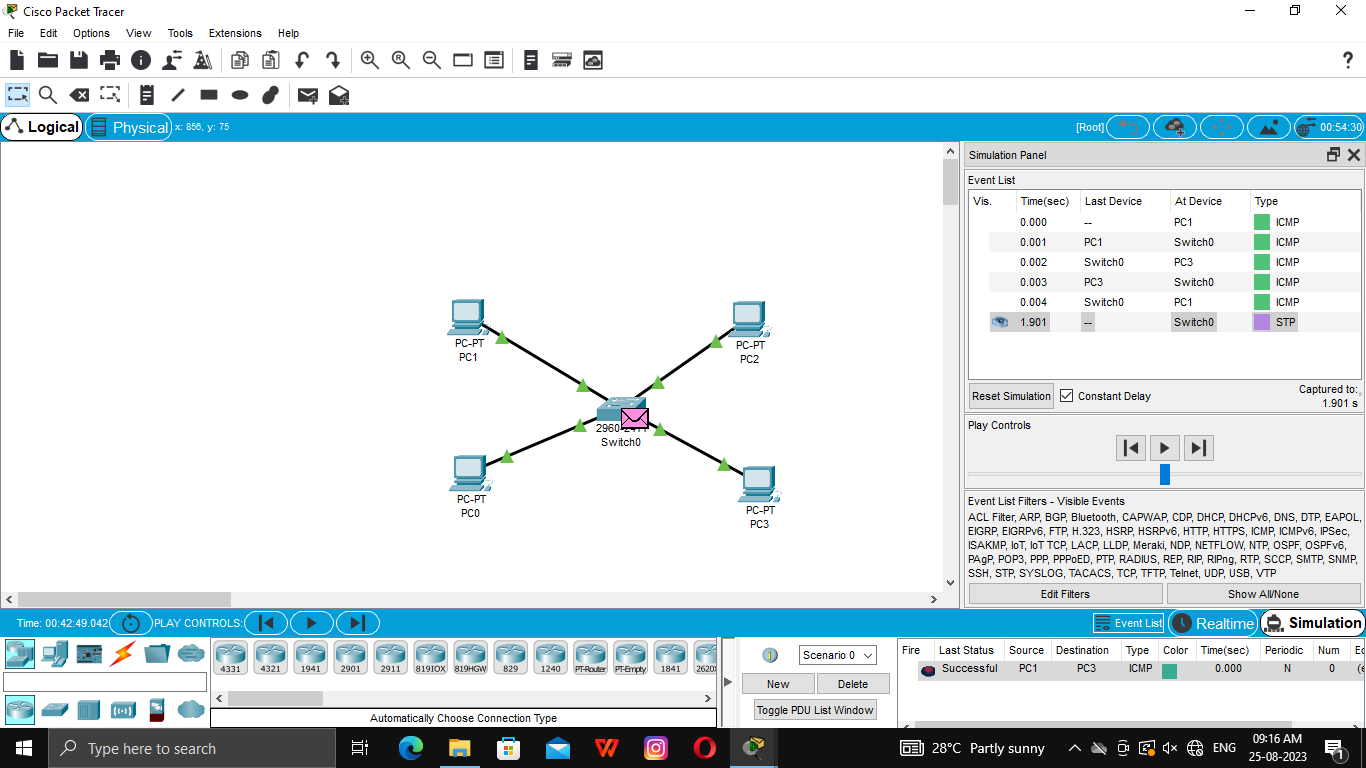 Cisco Packet Tracer
File Edit Options View Tools Extensions Help
Logical Physical x: 856, y: 75 [Root] 00:54:30
Simulation Panel
Event List
Vis. Time(sec) Last Device At Device Type
0.000 -- PC1 ICMP
0.001 PC1 Switch0 ICMP
0.002 Switch0 PC3 ICMP
0.003 PC3 Switch0 ICMP
0.004 Switch0 PC1 ICMP
1.901 -- Switch0 STP
Reset Simulation Constant Delay Captured to:
1.901 s
Play Controls
Event List Filters - Visible Events
ACL Filter, ARP, BGP, Bluetooth, CAPWAP, CDP, DHCP, DHCPv6, DNS, DTP, EAPOL,
EIGRP, EIGRPv6, FTP, H.323, HSRP, HSRPv6, HTTP, HTTPS, ICMP, ICMPv6, IPSec,
ISAKMP, IoT, IoT TCP, LACP, LLDP, Meraki, NDP, NETFLOW, NTP, OSPF, OSPFv6,
PAgP, POP3, PPP, PPPoED, PTP, RADIUS, REP, RIP, RIPng, RTP, SCCP, SMTP, SNMP,
SSH, STP, SYSLOG, TACACS, TCP, TFTP, Telnet, UDP, USB, VTP
Edit Filters Show All/None
PC-PT
PC1
PC-PT
PC2
Switch0
PC-PT
PC0
PC-PT
PC3
Time: 00:42:49.042 PLAY CONTROLS: Event List Realtime Simulation
4331 4321 1941 2901 2911 819IOX 819HGW 829 1240 PT-Router PT-Empty 1841 2620X
Automatically Choose Connection Type
Scenario 0
New Delete
Toggle PDU List Window
Fire Last Status Source Destination Type Color Time(sec) Periodic Num Ed
Successful PC1 PC3 ICMP 0.000 N 0 (e
Type here to search
28°C Partly sunny ENG 09:16 AM
25-08-2023 1